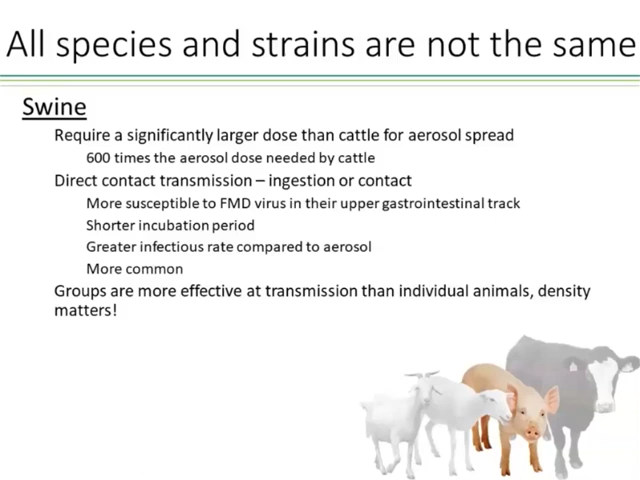 All species and strains are not the same
Swine
Require a significantly larger dose than cattle for aerosol spread
600 times the aerosol dose needed by cattle
Direct contact transmission – ingestion or contact
More susceptible to FMD virus in their upper gastrointestinal track
Shorter incubation period
Greater infectious rate compared to aerosol
More common
Groups are more effective at transmission than individual animals, density
matters!